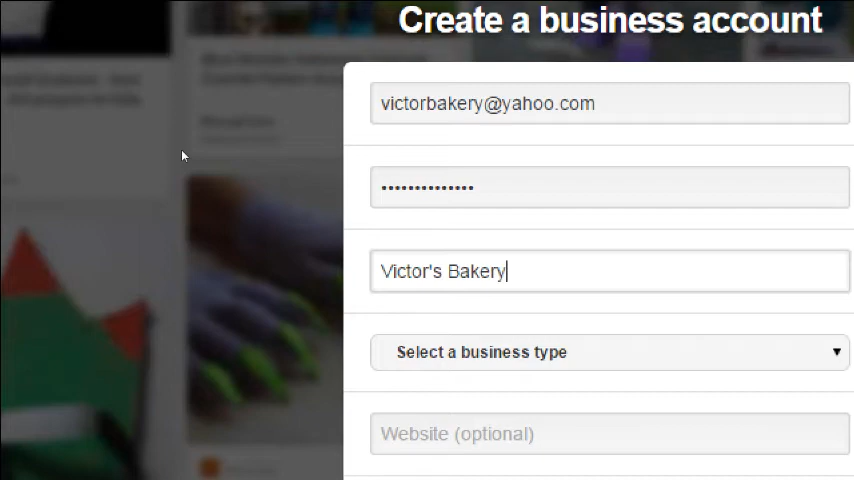 Create a business account
victorbakery@yahoo.com
••••••••••••••
Victor's Bakery
Select a business type
Website (optional)